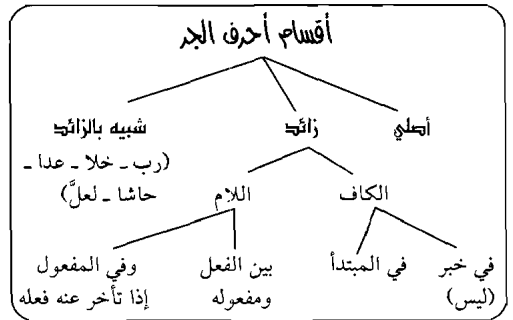 أقسام أحرف الجر
أصلي زائد شبيه بالزائد
(رب ـ خلا ـ عدا ـ
الكاف اللام حاشا ـ لعلَّ)
في خبر في المبتدأ بين الفعل وفي المفعول
(ليس) ومفعوله إذا تأخر عنه فعله